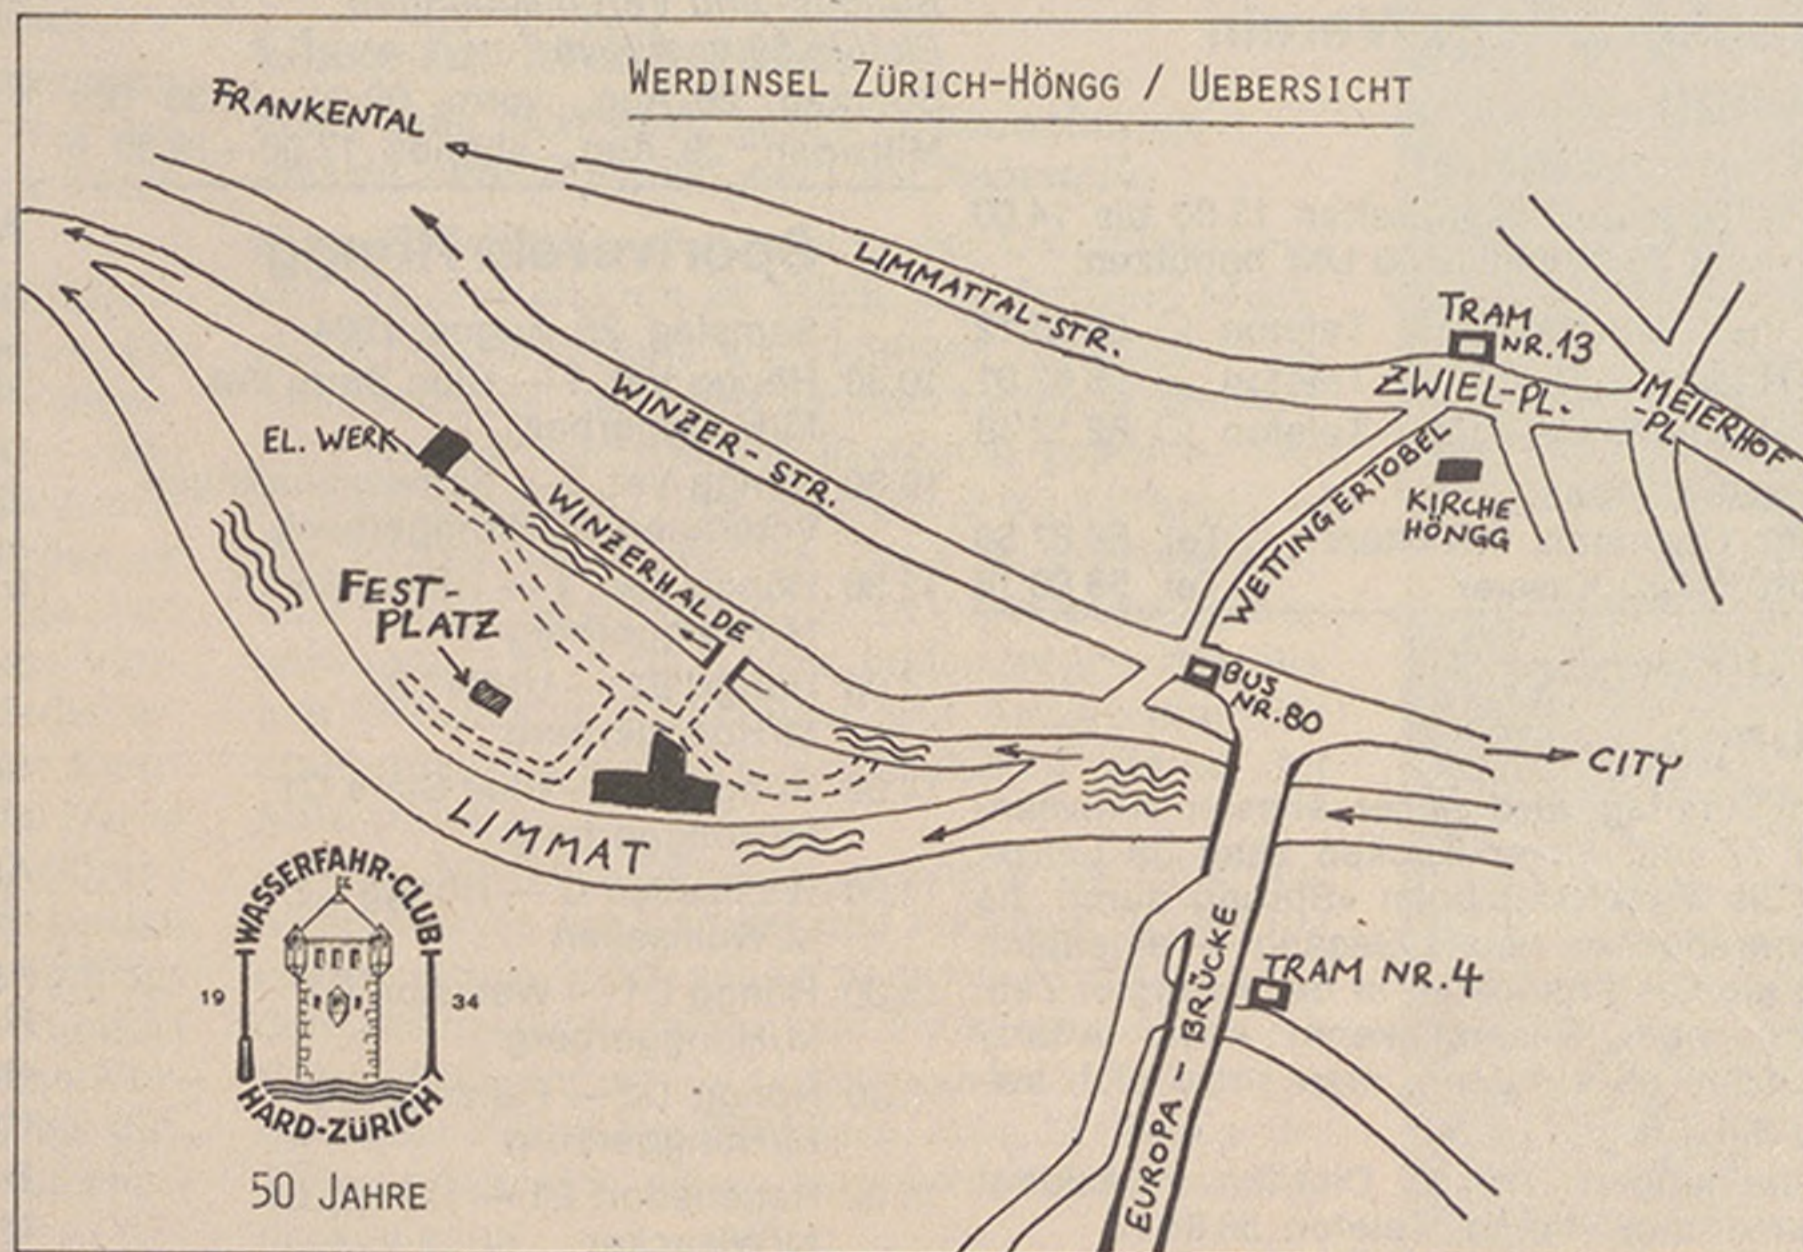 WERDINSEL ZÜRICH-HÖNGG / UEBERSICHT
FRANKENTAL
LIMMATTAL-STR.
TRAM
NR.13
ZWIEL-PL.
MEIERHOF
-PL
WINZER-STR.
EL. WERK
WINZERHALDE
WETTINGERTOBEL
KIRCHE
HÖNGG
FEST-
PLATZ
BUS
NR.80
CITY
LIMMAT
EUROPA-BRÜCKE
TRAM NR.4
WASSERFAHR-CLUB
19 34
HARD-ZÜRICH
50 JAHRE